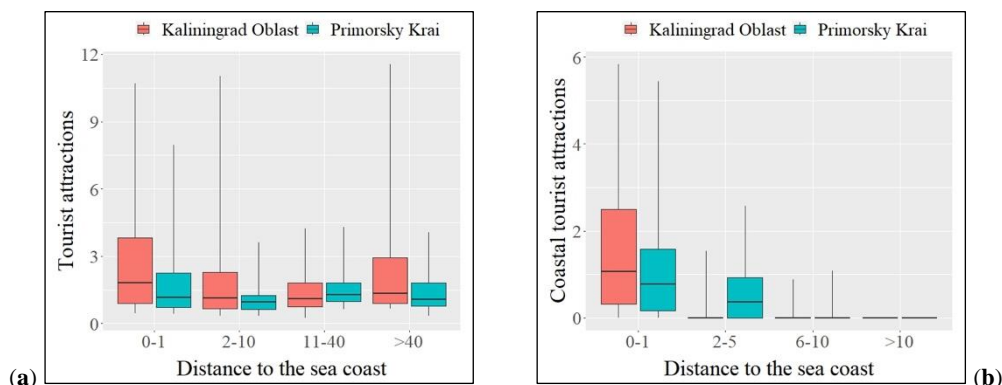 Kaliningrad Oblast Primorsky Krai
Tourist attractions
12
9
6
3
0
0-1 2-10 11-40 >40
Distance to the sea coast
(a)
Kaliningrad Oblast Primorsky Krai
Coastal tourist attractions
6
4
2
0
0-1 2-5 6-10 >10
Distance to the sea coast
(b)